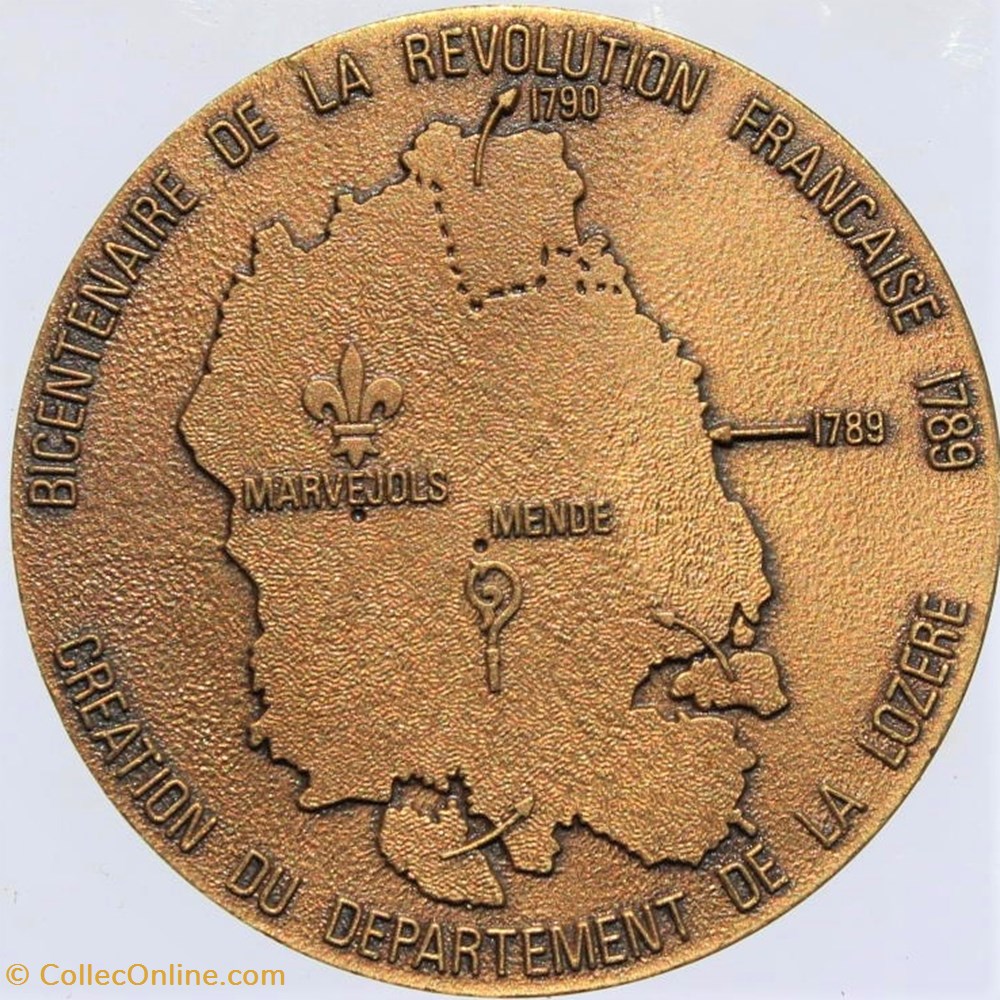 BICENTENAIRE DE LA REVOLUTION FRANCAISE 1789
1790
1789
MARVEJOLS
MENDE
CREATION DU DEPARTEMENT DE LA LOZERE
© CollecOnline.com